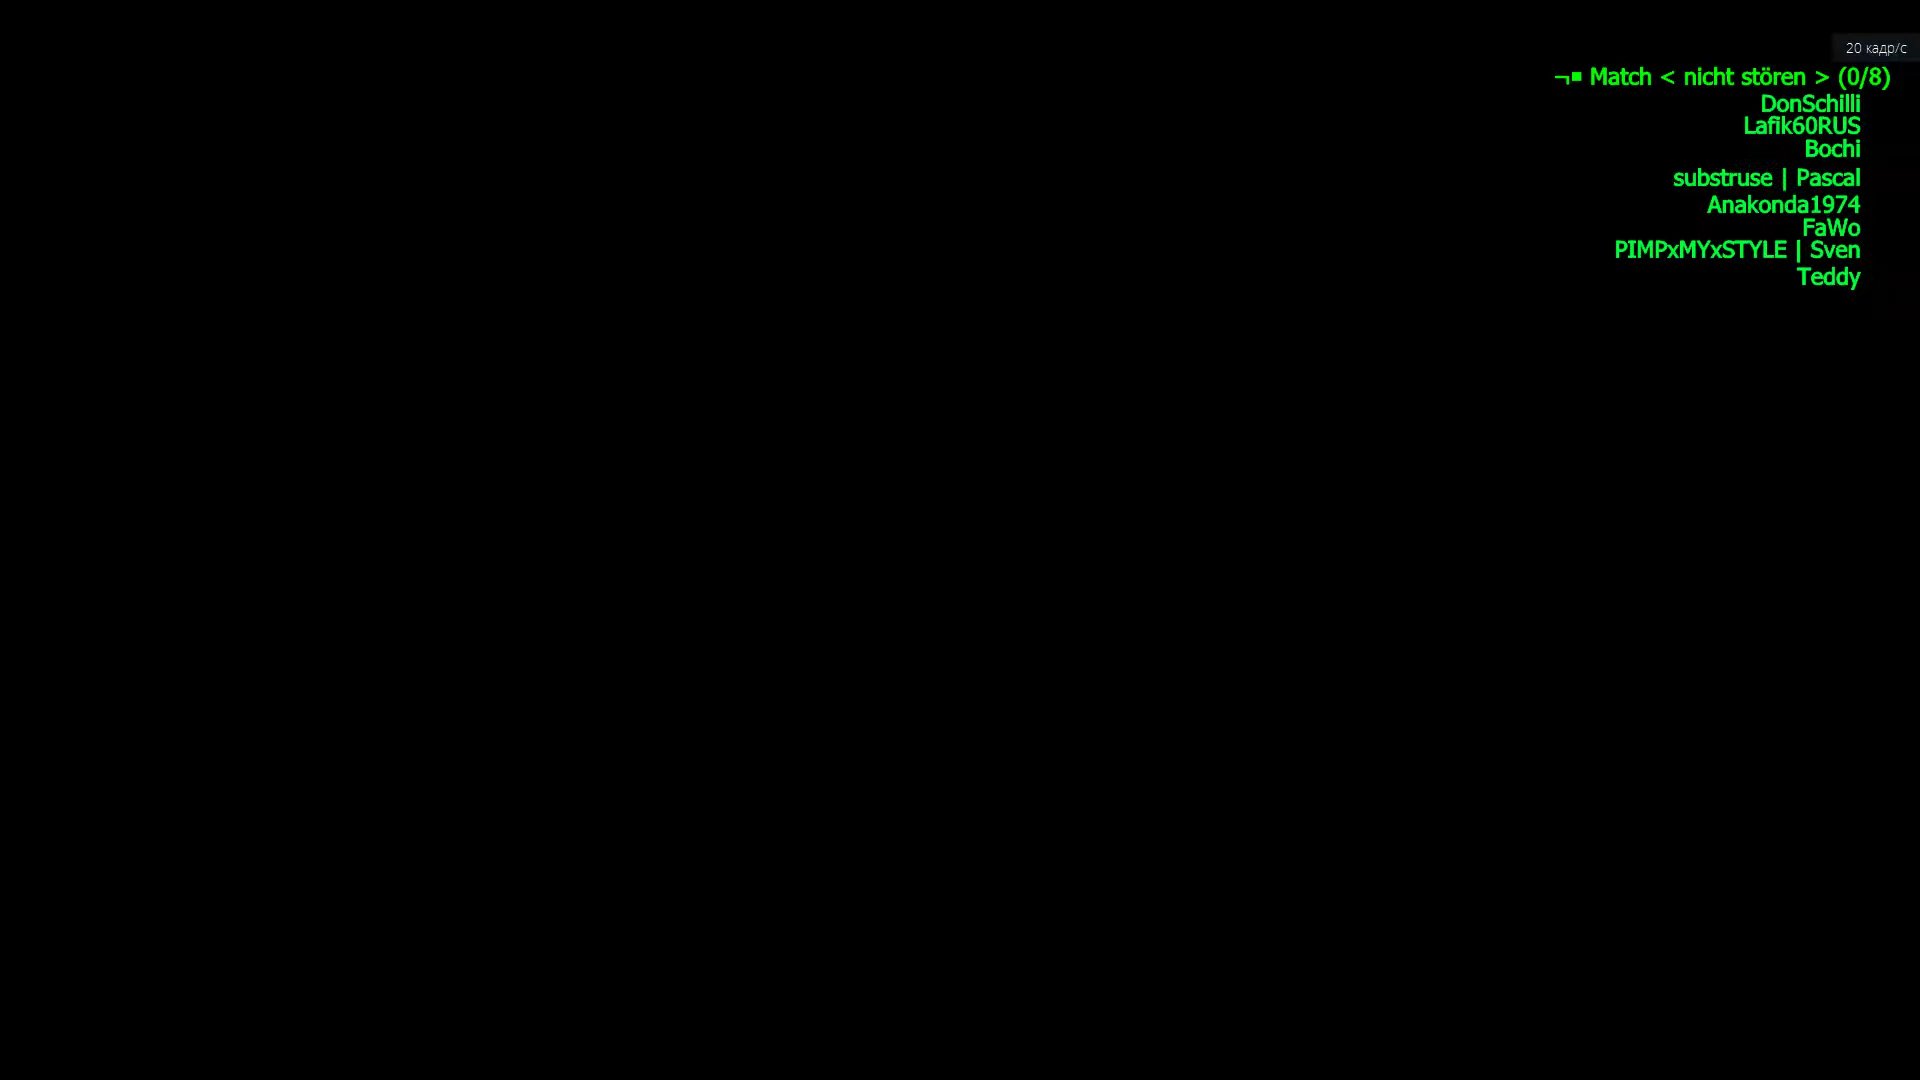 20 кадр/с
¬■ Match < nicht stören > (0/8)
DonSchilli
Lafik60RUS
Bochi
substruse | Pascal
Anakonda1974
FaWo
PIMPxMYxSTYLE | Sven
Teddy